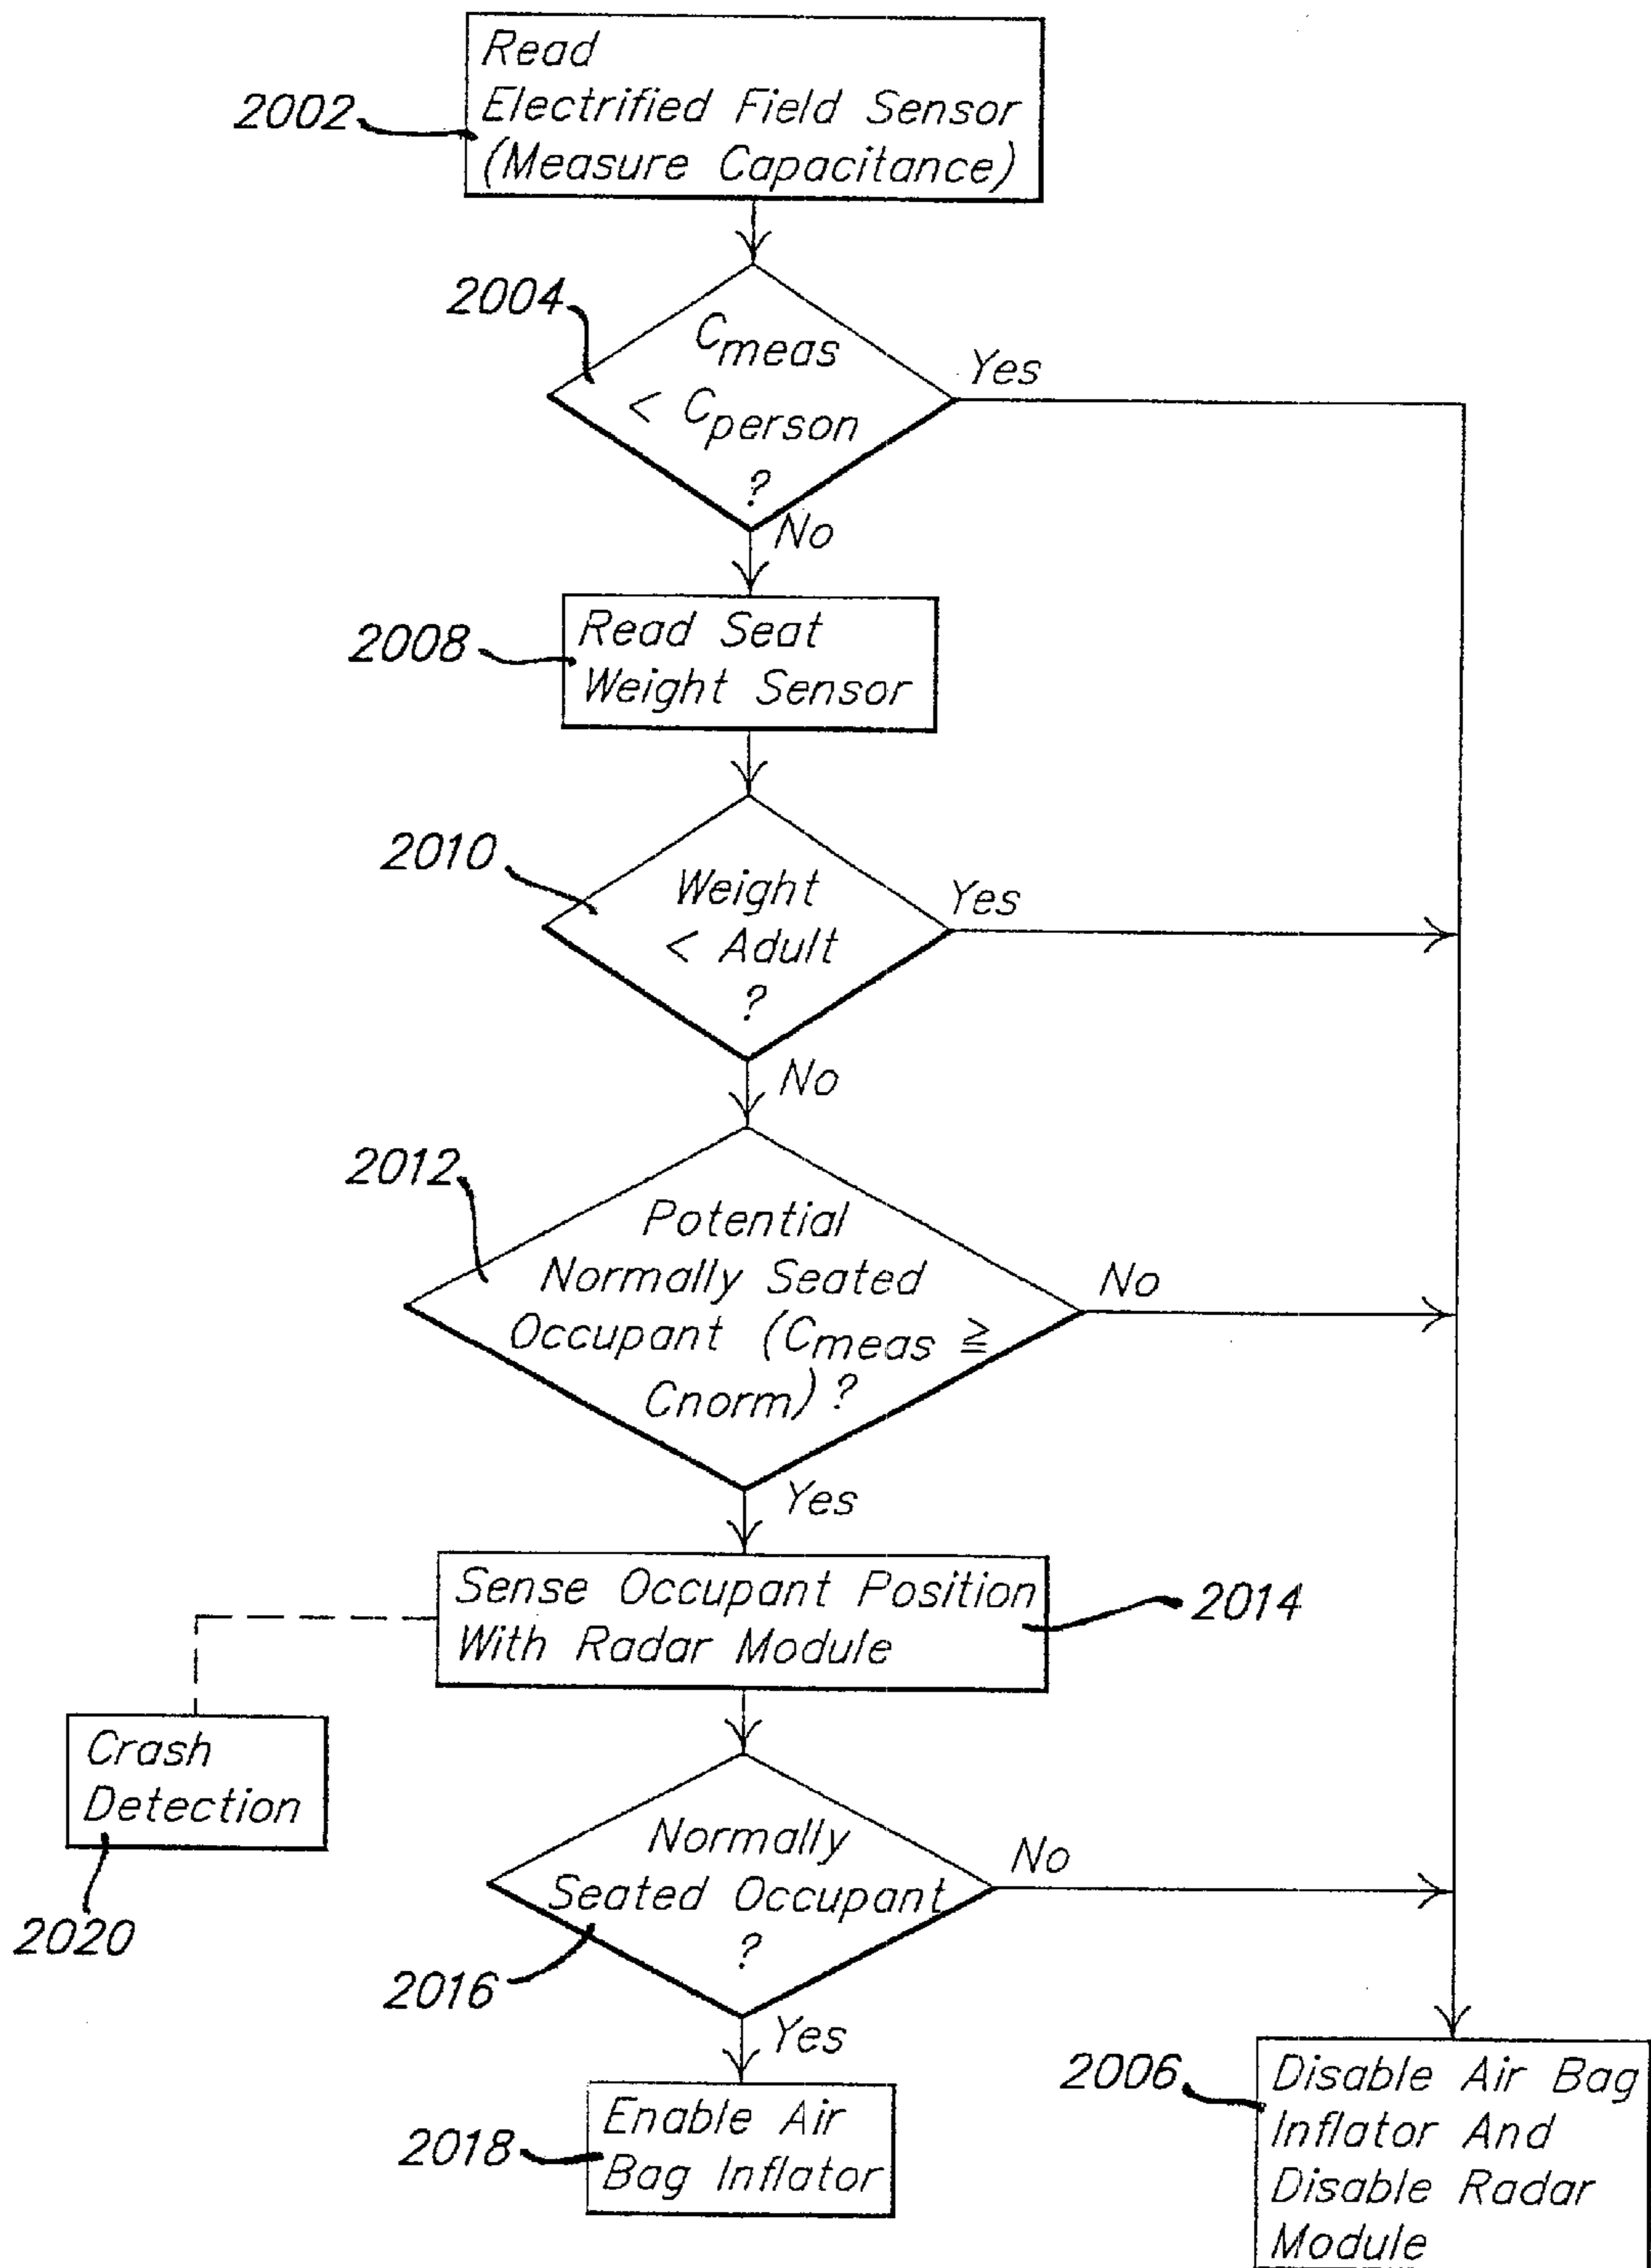 Read
Electrified Field Sensor
(Measure Capacitance)
2002
2004
Cmeas
< Cperson
?
Yes
No
2008
Read Seat
Weight Sensor
2010
Weight
< Adult
?
Yes
No
2012
Potential
Normally Seated
Occupant (Cmeas ≧
Cnorm) ?
No
Yes
Sense Occupant Position
With Radar Module
2014
Crash
Detection
2020
Normally
Seated Occupant
?
No
2016
Yes
2018
Enable Air
Bag Inflator
2006
Disable Air Bag
Inflator And
Disable Radar
Module